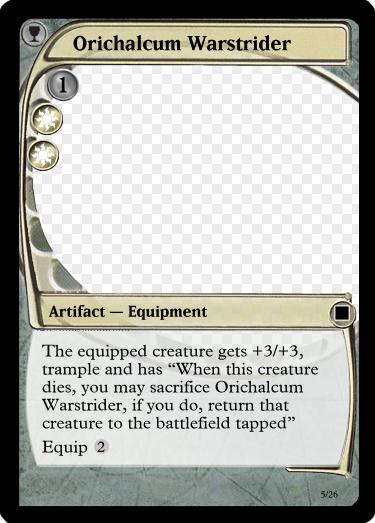 Orichalcum Warstrider
1
Artifact — Equipment
The equipped creature gets +3/+3,
trample and has “When this creature
dies, you may sacrifice Orichalcum
Warstrider, if you do, return that
creature to the battlefield tapped”
Equip 2
5/26